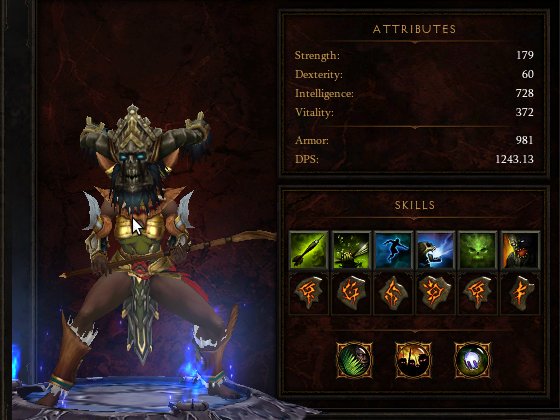 ATTRIBUTES
Strength: 179
Dexterity: 60
Intelligence: 728
Vitality: 372
Armor: 981
DPS: 1243.13
SKILLS